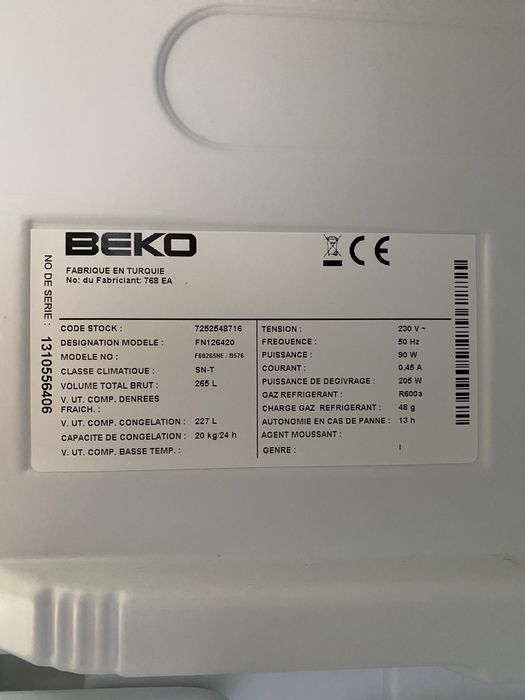 BEKO
CE
FABRIQUE EN TURQUIE
No: du Fabriciant: 768 EA
NO DE SERIE : 1310556406
CODE STOCK : 7252548716
DESIGNATION MODELE : FN126420
MODELE NO : F60265NE / B576
CLASSE CLIMATIQUE : SN-T
VOLUME TOTAL BRUT : 265 L
V. UT. COMP. DENREES
FRAICH. :
V. UT. COMP. CONGELATION : 227 L
CAPACITE DE CONGELATION : 20 kg/24 h
V. UT. COMP. BASSE TEMP. :
TENSION : 230 V ~
FREQUENCE : 50 Hz
PUISSANCE : 90 W
COURANT : 0,45 A
PUISSANCE DE DEGIVRAGE : 205 W
GAZ REFRIGERANT : R600a
CHARGE GAZ REFRIGERANT : 48 g
AUTONOMIE EN CAS DE PANNE : 13 h
AGENT MOUSSANT :
GENRE : I